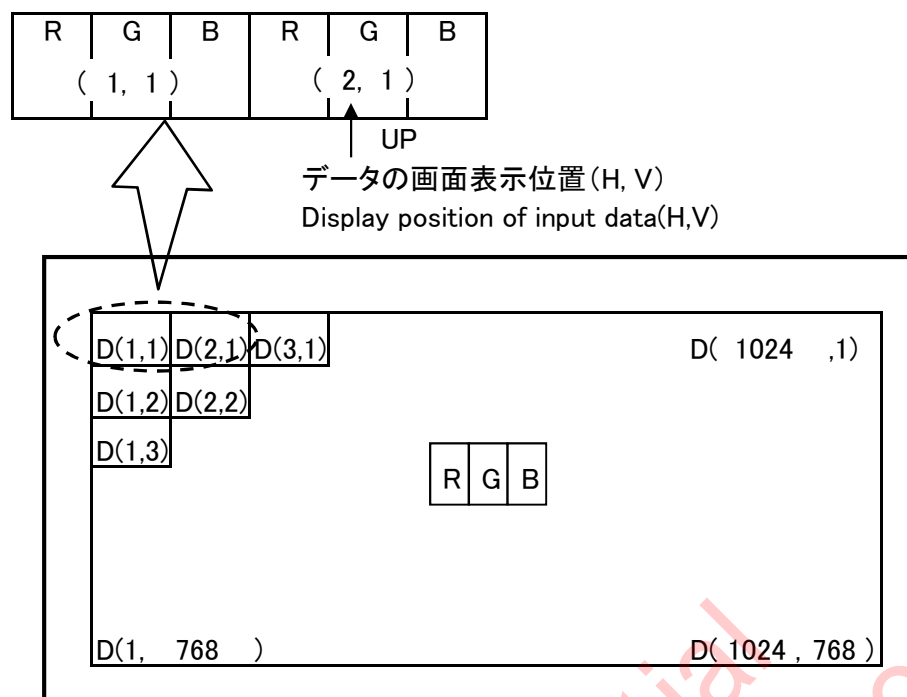 R G B R G B
( 1, 1 ) ( 2, 1 )
UP
データの画面表示位置(H, V)
Display position of input data(H,V)
D(1,1) D(2,1) D(3,1) D( 1024 ,1)
D(1,2) D(2,2)
D(1,3)
R G B
D(1, 768 ) D( 1024 , 768 )